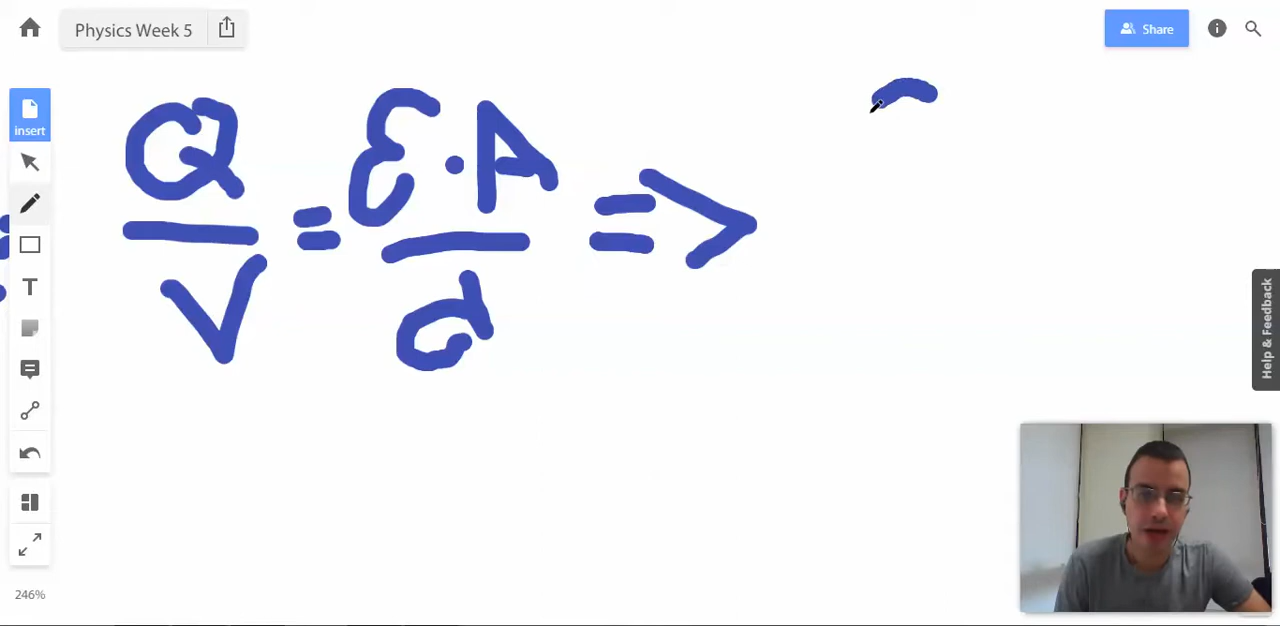 Physics Week 5
Share
insert
Q/V = ε·A/d =>
Help & Feedback
246%